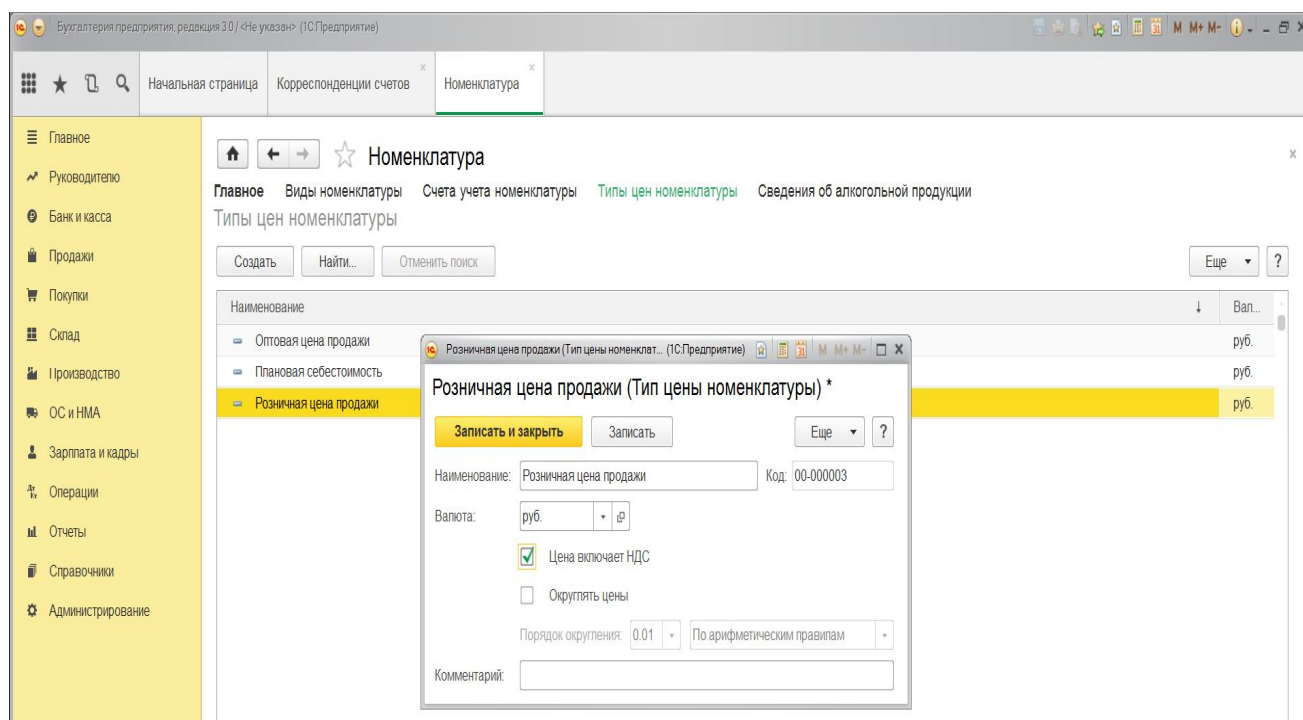 Бухгалтерия предприятия, редакция 3.0 / <Не указан> (1С:Предприятие)
31 M M+ M-
Начальная страница
Корреспонденции счетов
Номенклатура
Главное
Руководителю
Банк и касса
Продажи
Покупки
Склад
Производство
ОС и НМА
Зарплата и кадры
Операции
Отчеты
Справочники
Администрирование
Номенклатура
Главное Виды номенклатуры Счета учета номенклатуры Типы цен номенклатуры Сведения об алкогольной продукции
Типы цен номенклатуры
Создать Найти... Отменить поиск Еще ?
Наименование ↓ Вал...
Оптовая цена продажи руб.
Плановая себестоимость руб.
Розничная цена продажи руб.
Розничная цена продажи (Тип цены номенклат... (1С:Предприятие) 31 M M+ M-
Розничная цена продажи (Тип цены номенклатуры) *
Записать и закрыть Записать Еще ?
Наименование: Розничная цена продажи Код: 00-000003
Валюта: руб.
Цена включает НДС
Округлять цены
Порядок округления: 0.01 По арифметическим правилам
Комментарий: